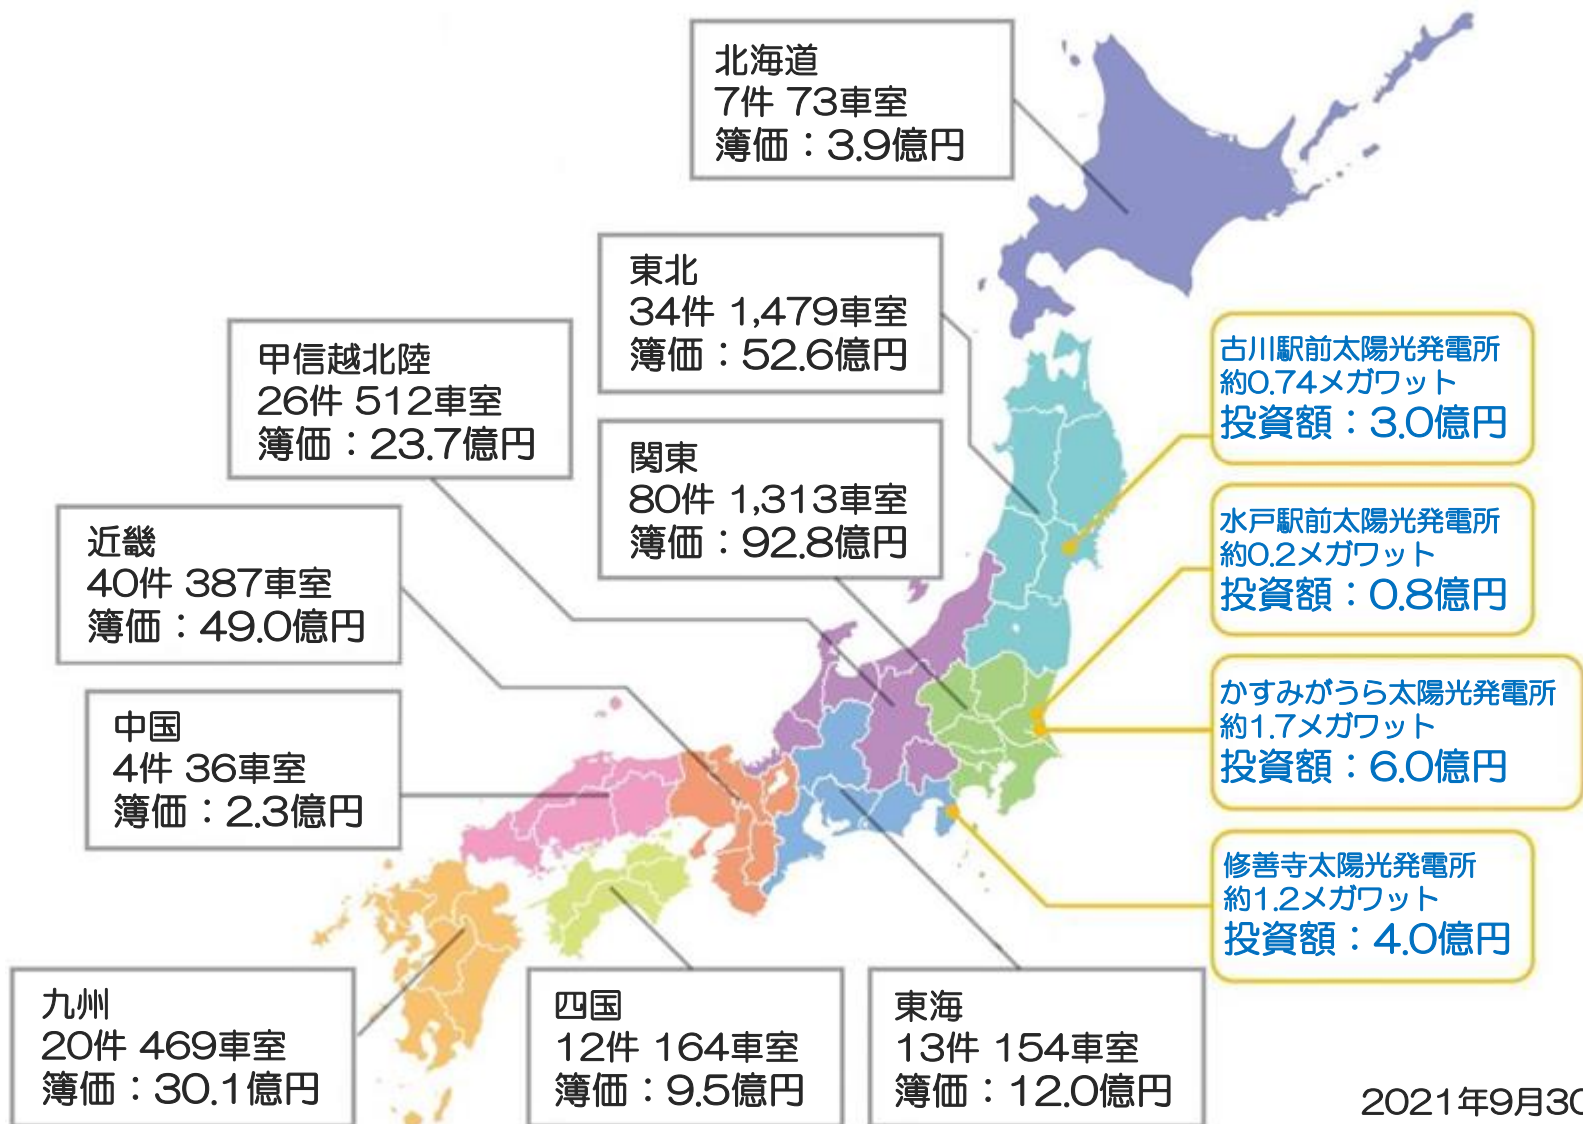 北海道
7件 73車室
簿価：3.9億円
東北
34件 1,479車室
簿価：52.6億円
甲信越北陸
26件 512車室
簿価：23.7億円
関東
80件 1,313車室
簿価：92.8億円
近畿
40件 387車室
簿価：49.0億円
中国
4件 36車室
簿価：2.3億円
九州
20件 469車室
簿価：30.1億円
四国
12件 164車室
簿価：9.5億円
東海
13件 154車室
簿価：12.0億円
古川駅前太陽光発電所
約0.74メガワット
投資額：3.0億円
水戸駅前太陽光発電所
約0.2メガワット
投資額：0.8億円
かすみがうら太陽光発電所
約1.7メガワット
投資額：6.0億円
修善寺太陽光発電所
約1.2メガワット
投資額：4.0億円
2021年9月30